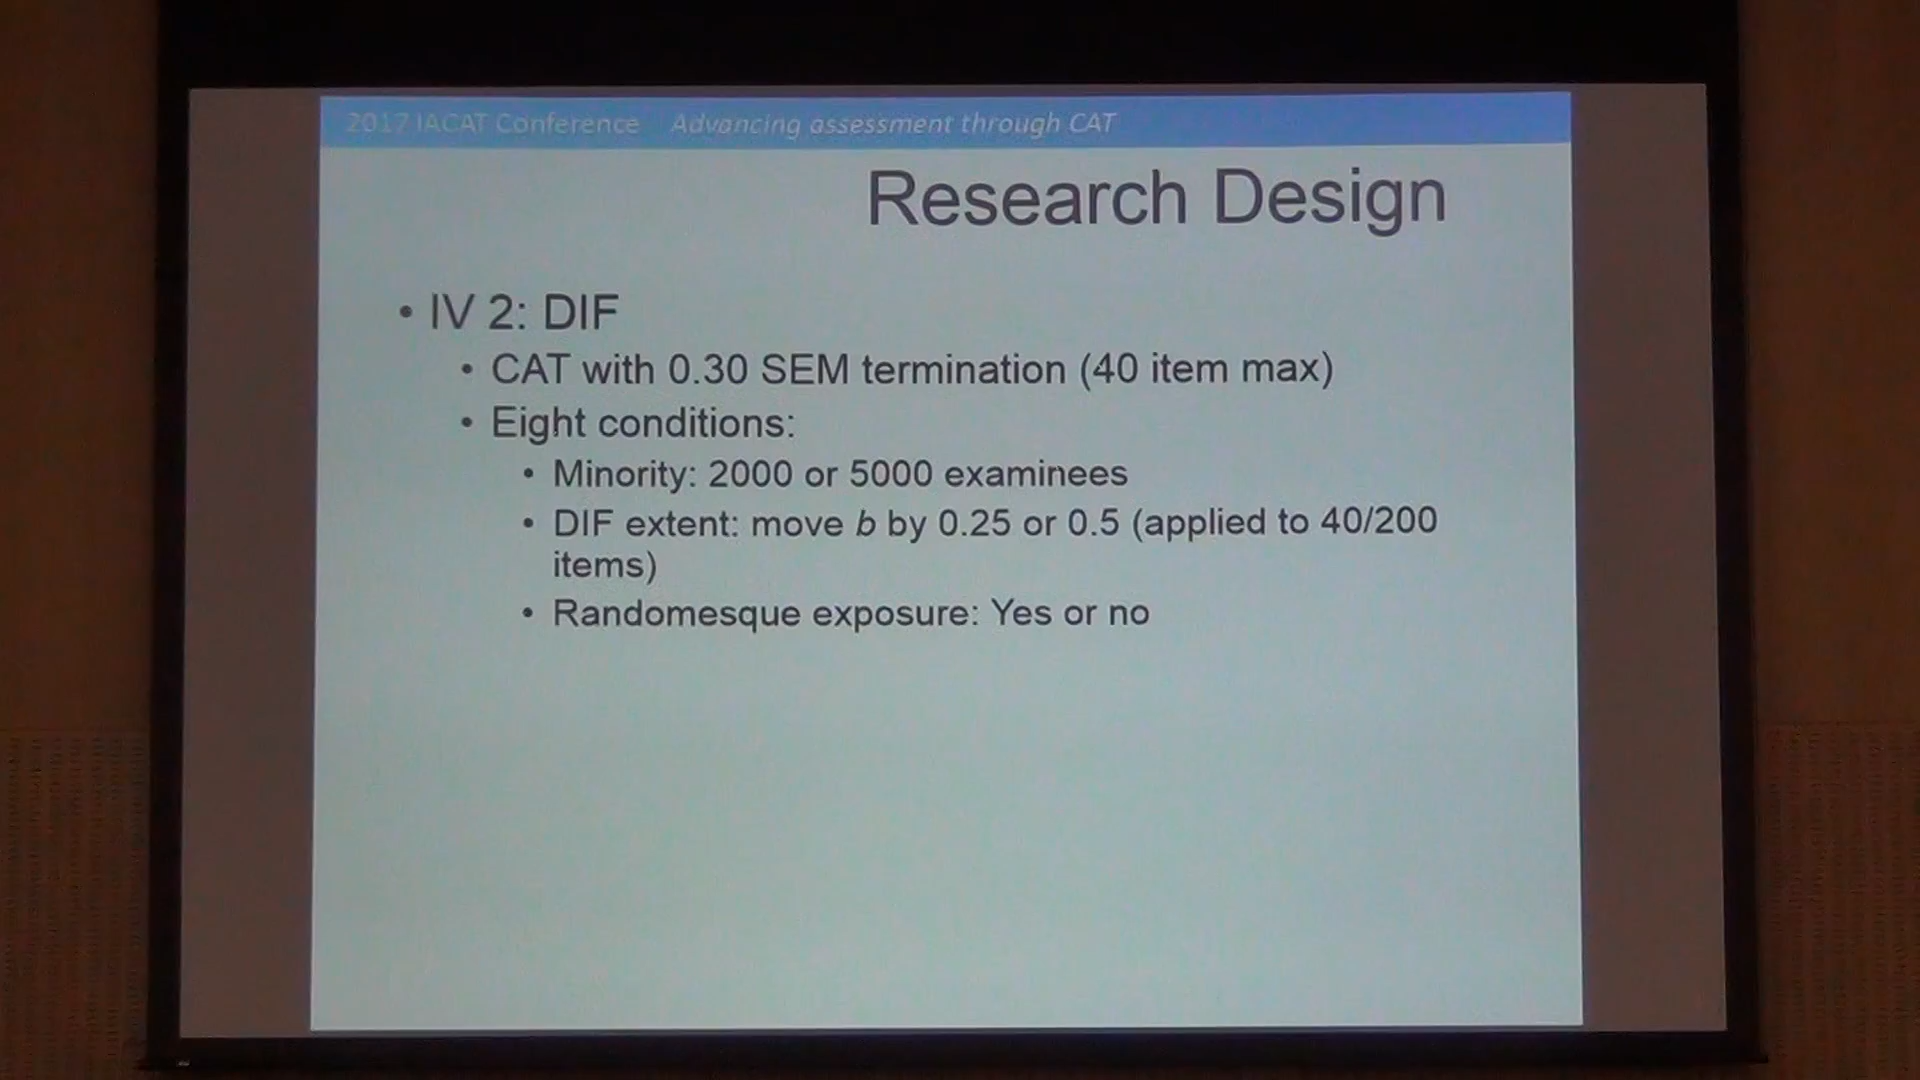 2017 IACAT Conference Advancing assessment through CAT
Research Design
• IV 2: DIF
• CAT with 0.30 SEM termination (40 item max)
• Eight conditions:
• Minority: 2000 or 5000 examinees
• DIF extent: move b by 0.25 or 0.5 (applied to 40/200
items)
• Randomesque exposure: Yes or no